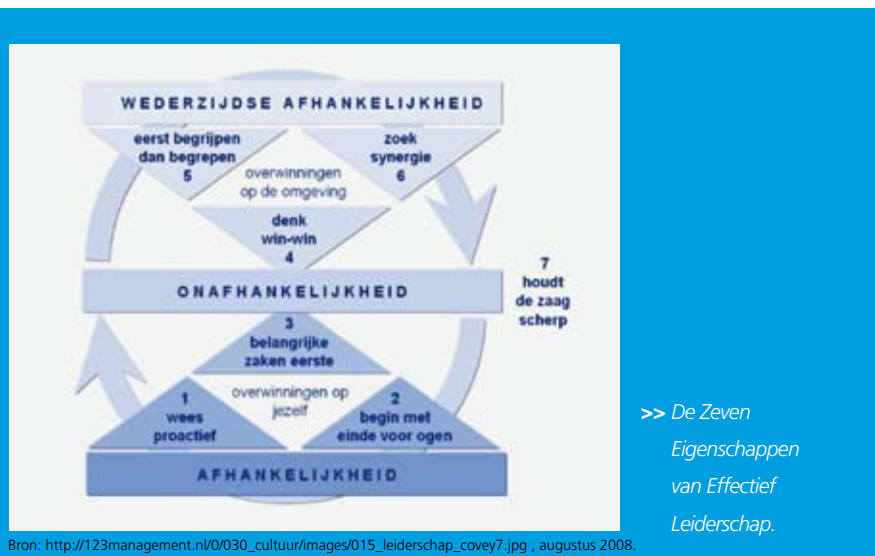 WEDERZIJDSE AFHANKELIJKHEID
eerst begrijpen
dan begrepen
5
zoek
synergie
6
overwinningen
op de omgeving
denk
win-win
4
ONAFHANKELIJKHEID
7
houdt
de zaag
scherp
3
belangrijke
zaken eerste
overwinningen op
jezelf
1
wees
proactief
2
begin met
einde voor ogen
AFHANKELIJKHEID
>> De Zeven
Eigenschappen
van Effectief
Leiderschap.
Bron: http://123management.nl/0/030_cultuur/images/015_leiderschap_covey7.jpg , augustus 2008.